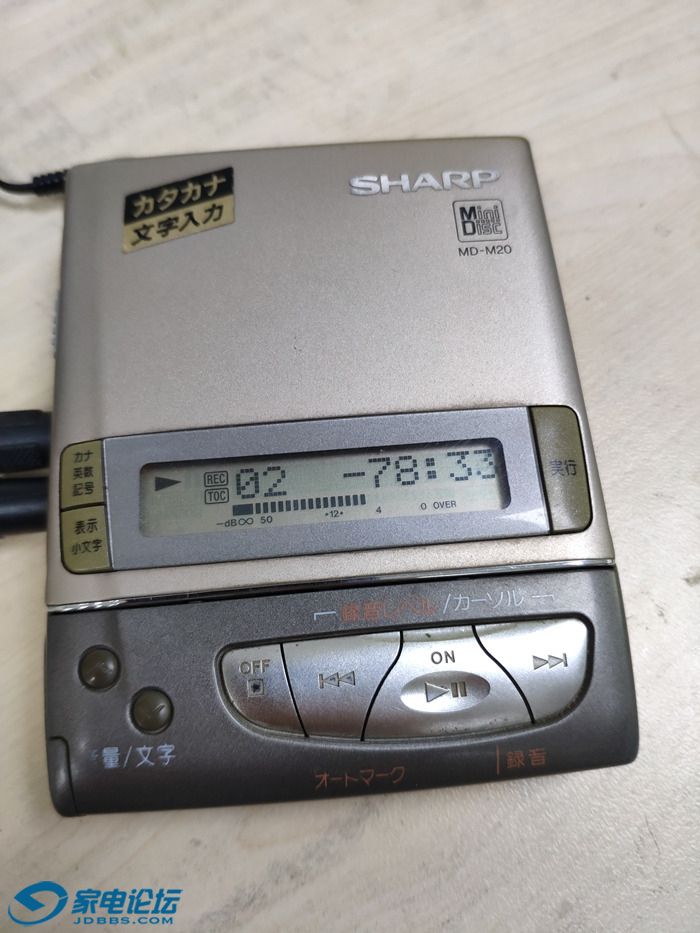 カタカナ
文字入力
SHARP
Mini
Disc
MD-M20
カナ
英数
記号
実行
REC
TOC
02 -78:33
-dB∞ 50 •12• 4 0 OVER
表示
小文字
録音レベル/カーソル
OFF
ON
量/文字
オートマーク
録音
家电论坛
JDBBS.COM